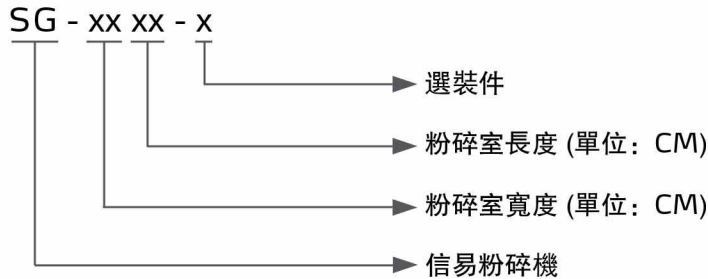 SG - xx xx - x
選裝件
粉碎室長度 (單位：CM)
粉碎室寬度 (單位：CM)
信易粉碎機